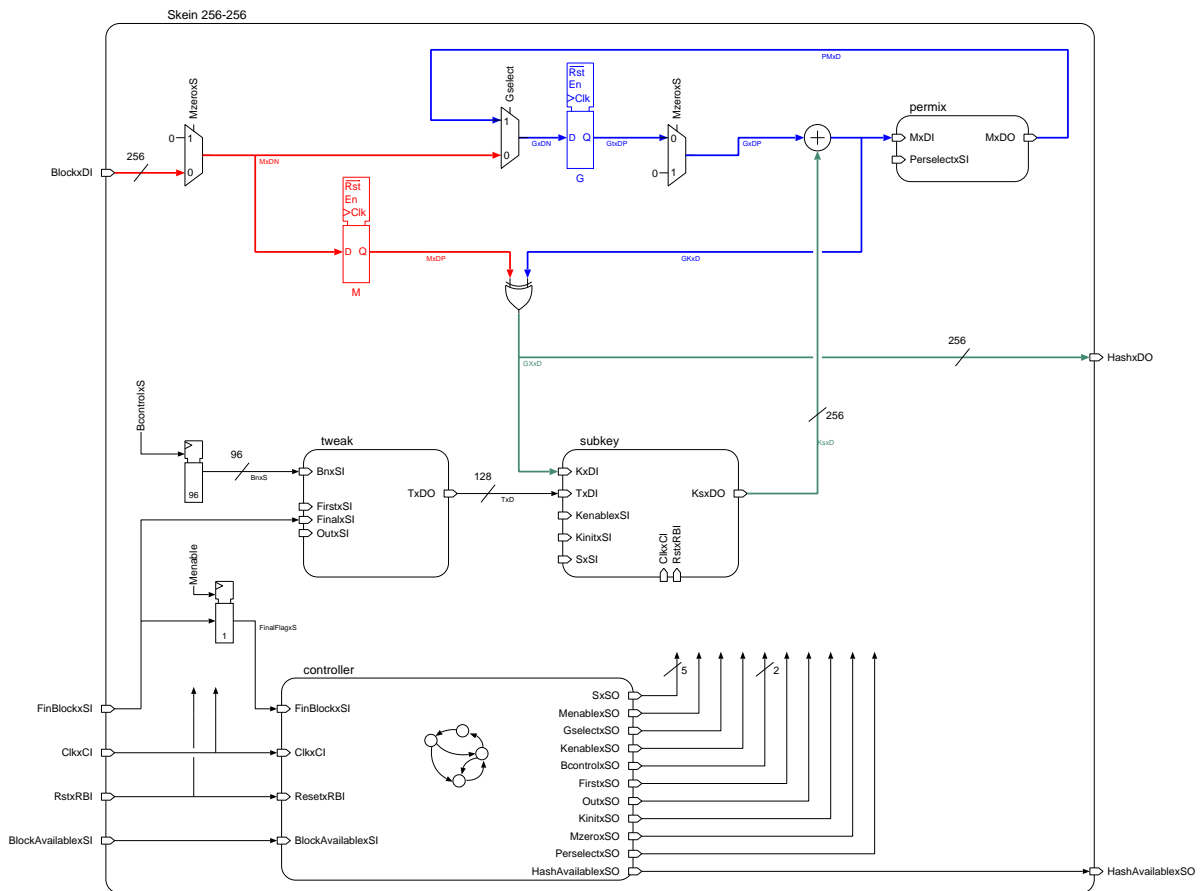 Skein 256-256
PMxD
MzeroxS
Gselect
Rst
En
>Clk
MzeroxS
permix
0
1
1
0
D Q
GxDN
GtxDP
0
GxDP
MxDI
MxDO
256
0
MxDN
0
1
PerselectxSI
BlockxDI
G
Rst
En
>Clk
D Q
MxDP
GKxD
M
256
GXxD
HashxDO
BcontrolxS
256
KsxD
tweak
subkey
96
BnxS
BnxSI
128
TxD
KxDI
96
TxDO
TxDI
KsxDO
FirstxSI
FinalxSI
OutxSI
KenablexSI
KinitxSI
SxSI
ClkxCI
RstxRBI
Menable
1
FinalFlagxS
controller
5
2
SxSO
FinBlockxSI
FinBlockxSI
MenablexSO
GselectxSO
ClkxCI
ClkxCI
KenablexSO
BcontrolxSO
FirstxSO
RstxRBI
ResetxRBI
OutxSO
KinitxSO
BlockAvailablexSI
BlockAvailablexSI
MzeroxSO
PerselectxSO
HashAvailablexSO
HashAvailablexSO